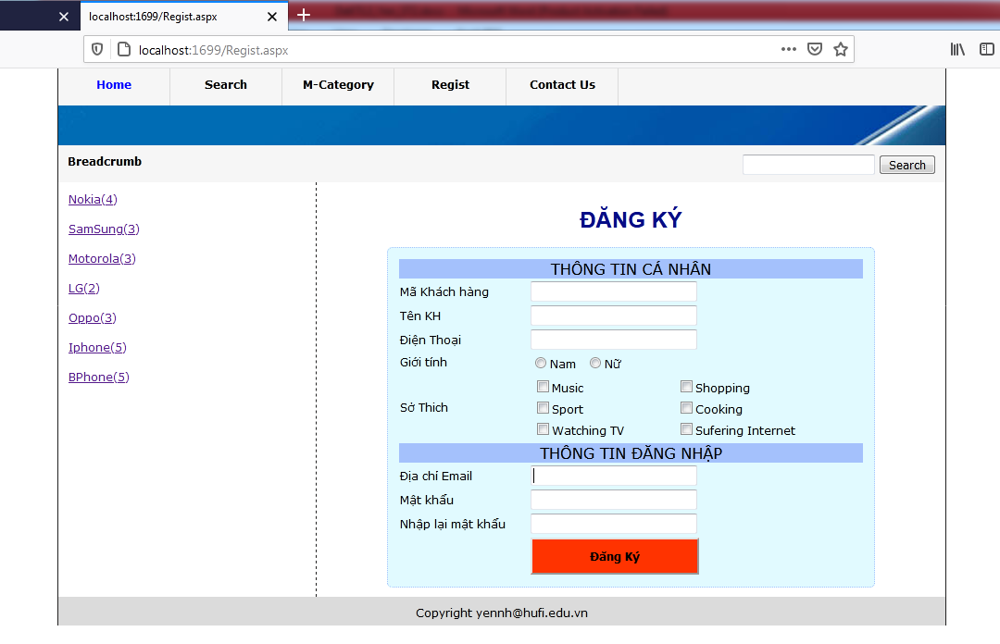 localhost:1699/Regist.aspx
localhost:1699/Regist.aspx
Home Search M-Category Regist Contact Us
Breadcrumb Search
Nokia(4)
SamSung(3)
Motorola(3)
LG(2)
Oppo(3)
Iphone(5)
BPhone(5)
ĐĂNG KÝ
THÔNG TIN CÁ NHÂN
Mã Khách hàng
Tên KH
Điện Thoại
Giới tính Nam Nữ
Music Shopping
Sở Thich Sport Cooking
Watching TV Sufering Internet
THÔNG TIN ĐĂNG NHẬP
Địa chỉ Email
Mật khẩu
Nhập lại mật khẩu
Đăng Ký
Copyright yennh@hufi.edu.vn